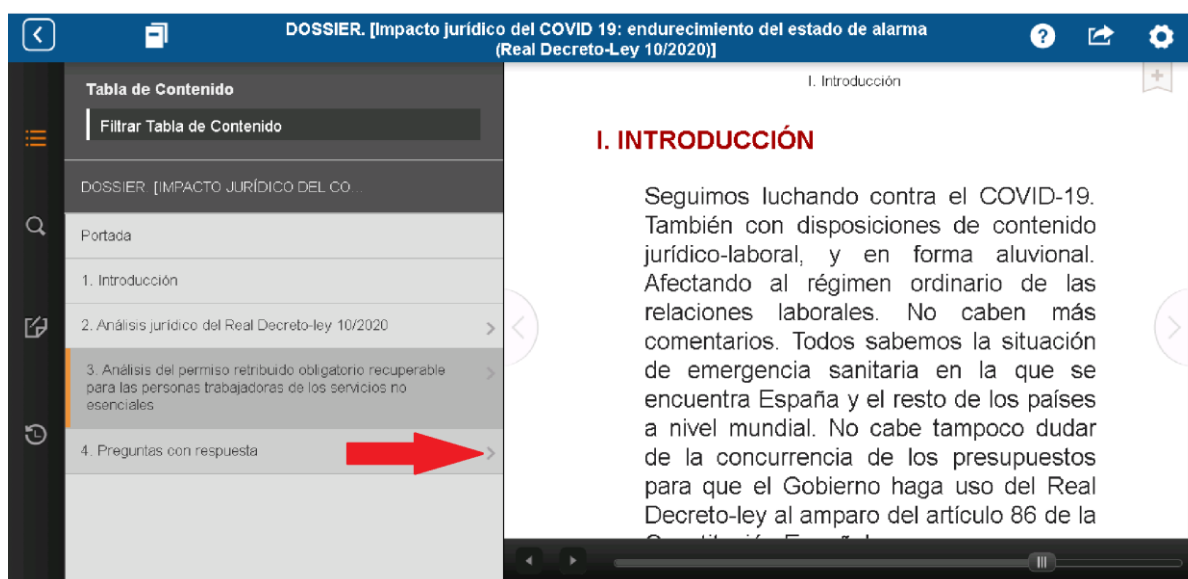 DOSSIER. [Impacto jurídico del COVID 19: endurecimiento del estado de alarma
(Real Decreto-Ley 10/2020)]
Tabla de Contenido
Filtrar Tabla de Contenido
DOSSIER. [IMPACTO JURÍDICO DEL CO...
Portada
1. Introducción
2. Análisis jurídico del Real Decreto-ley 10/2020
3. Análisis del permiso retribuido obligatorio recuperable
para las personas trabajadoras de los servicios no
esenciales
4. Preguntas con respuesta
I. Introducción
I. INTRODUCCIÓN
Seguimos luchando contra el COVID-19.
También con disposiciones de contenido
jurídico-laboral, y en forma aluvional.
Afectando al régimen ordinario de las
relaciones laborales. No caben más
comentarios. Todos sabemos la situación
de emergencia sanitaria en la que se
encuentra España y el resto de los países
a nivel mundial. No cabe tampoco dudar
de la concurrencia de los presupuestos
para que el Gobierno haga uso del Real
Decreto-ley al amparo del artículo 86 de la